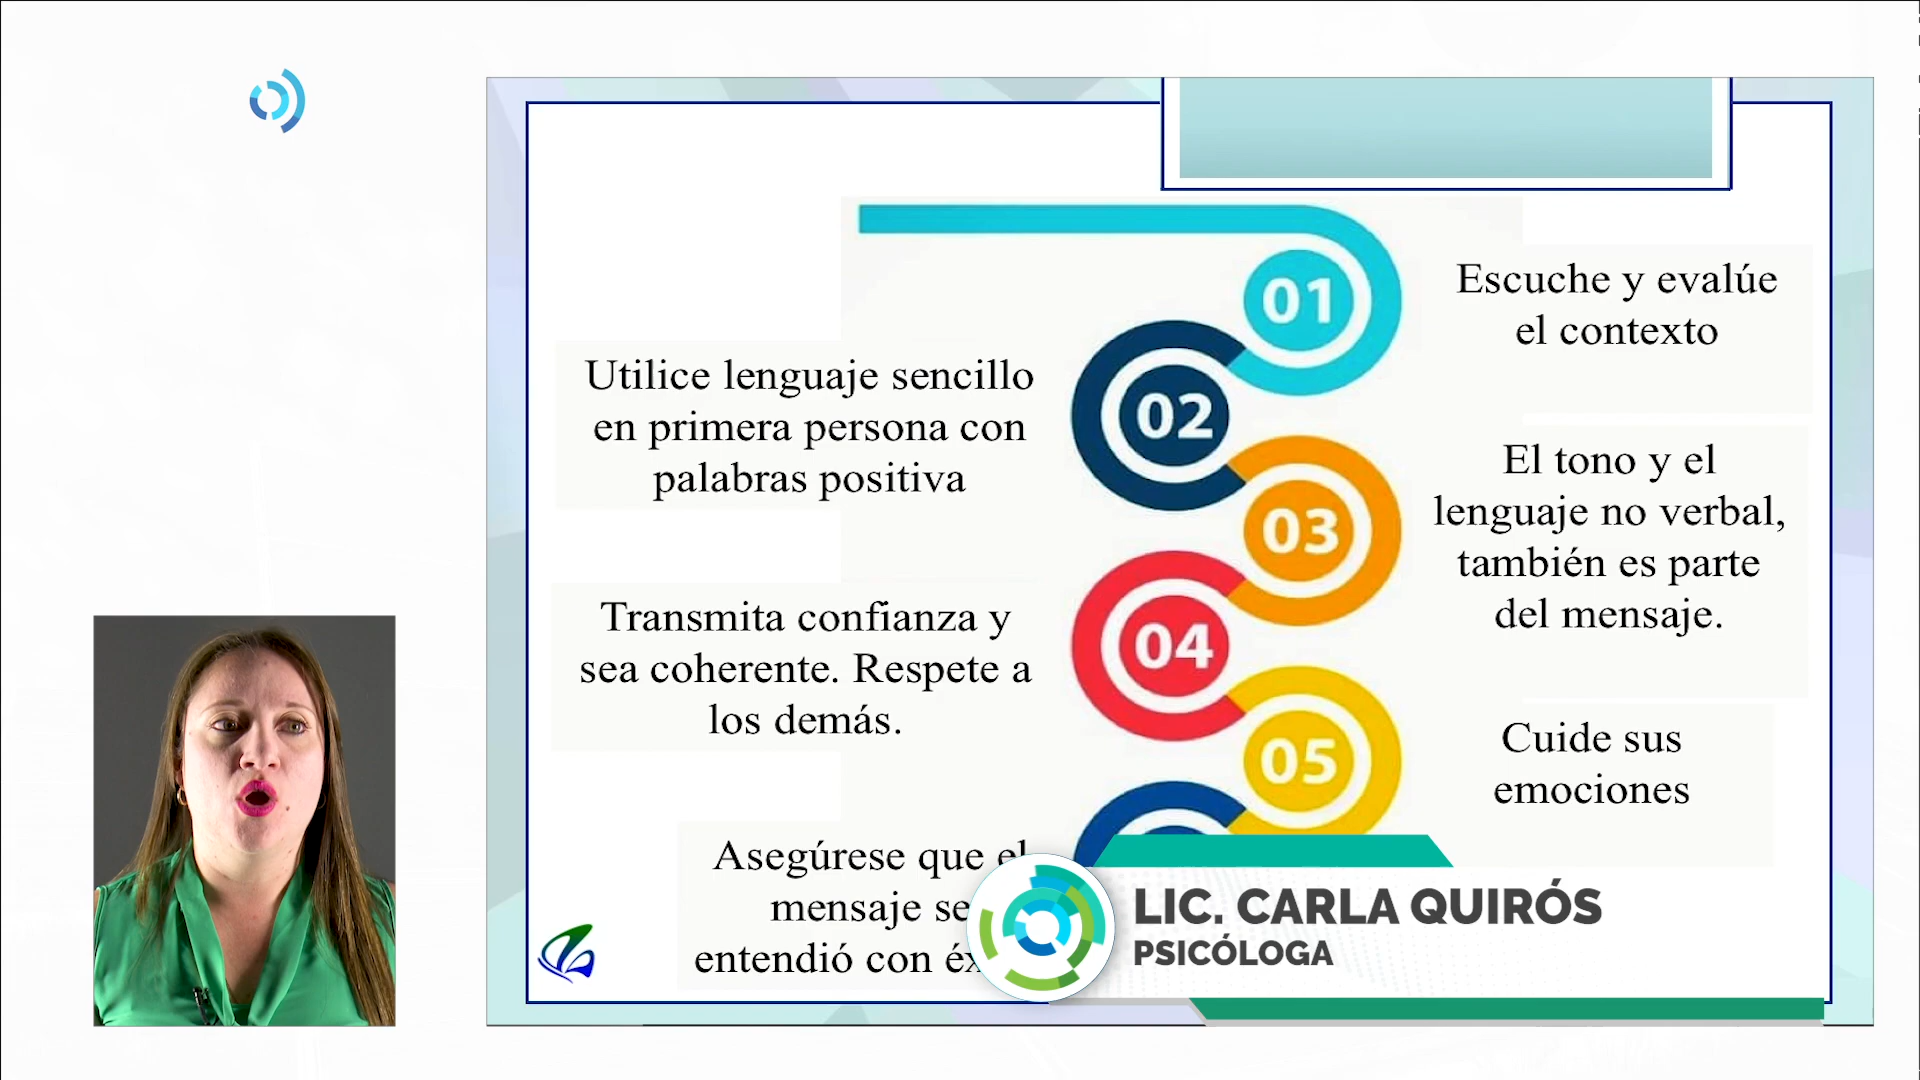 01
Escuche y evalúe
el contexto
Utilice lenguaje sencillo
en primera persona con
palabras positiva
02
03
El tono y el
lenguaje no verbal,
también es parte
del mensaje.
Transmita confianza y
sea coherente. Respete a
los demás.
04
05
Cuide sus
emociones
Asegúrese que el
mensaje se
entendió con
LIC. CARLA QUIRÓS
PSICÓLOGA